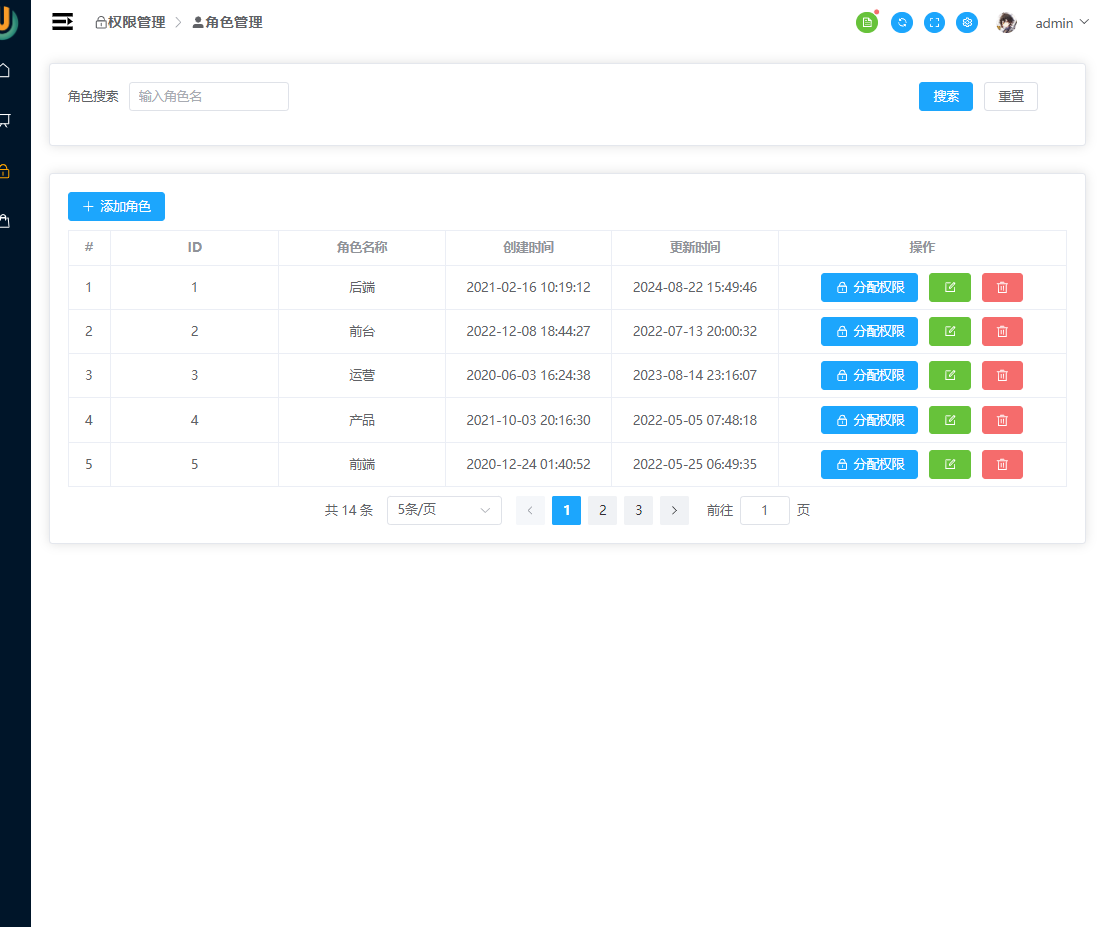 权限管理 角色管理 admin
角色搜索 输入角色名 搜索 重置
添加角色
# ID 角色名称 创建时间 更新时间 操作
1 1 后端 2021-02-16 10:19:12 2024-08-22 15:49:46 分配权限
2 2 前台 2022-12-08 18:44:27 2022-07-13 20:00:32 分配权限
3 3 运营 2020-06-03 16:24:38 2023-08-14 23:16:07 分配权限
4 4 产品 2021-10-03 20:16:30 2022-05-05 07:48:18 分配权限
5 5 前端 2020-12-24 01:40:52 2022-05-25 06:49:35 分配权限
共 14 条 5条/页 1 2 3 前往 1 页